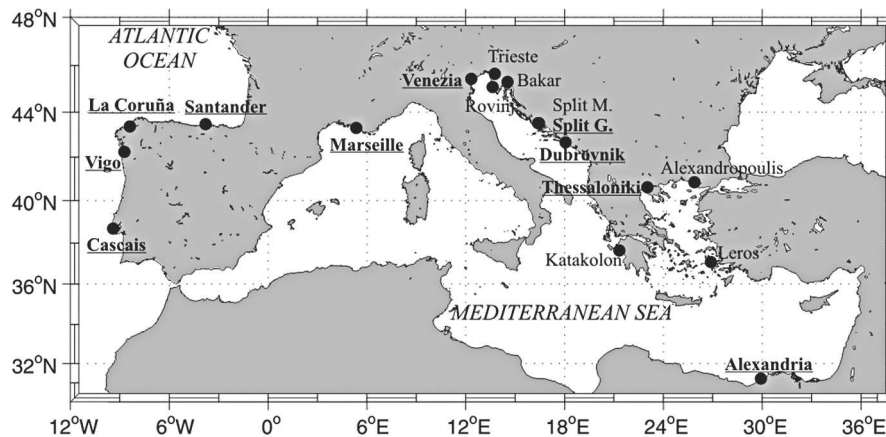 48°N
44°N
40°N
36°N
32°N
ATLANTIC
OCEAN
Trieste
Venezia
Bakar
La Coruña
Santander
Rovinj
Split M.
Split G.
Marseille
Dubrovnik
Vigo
Alexandropoulis
Thessaloniki
Cascais
Katakolon
Leros
MEDITERRANEAN SEA
Alexandria
12°W
6°W
0°
6°E
12°E
18°E
24°E
30°E
36°E